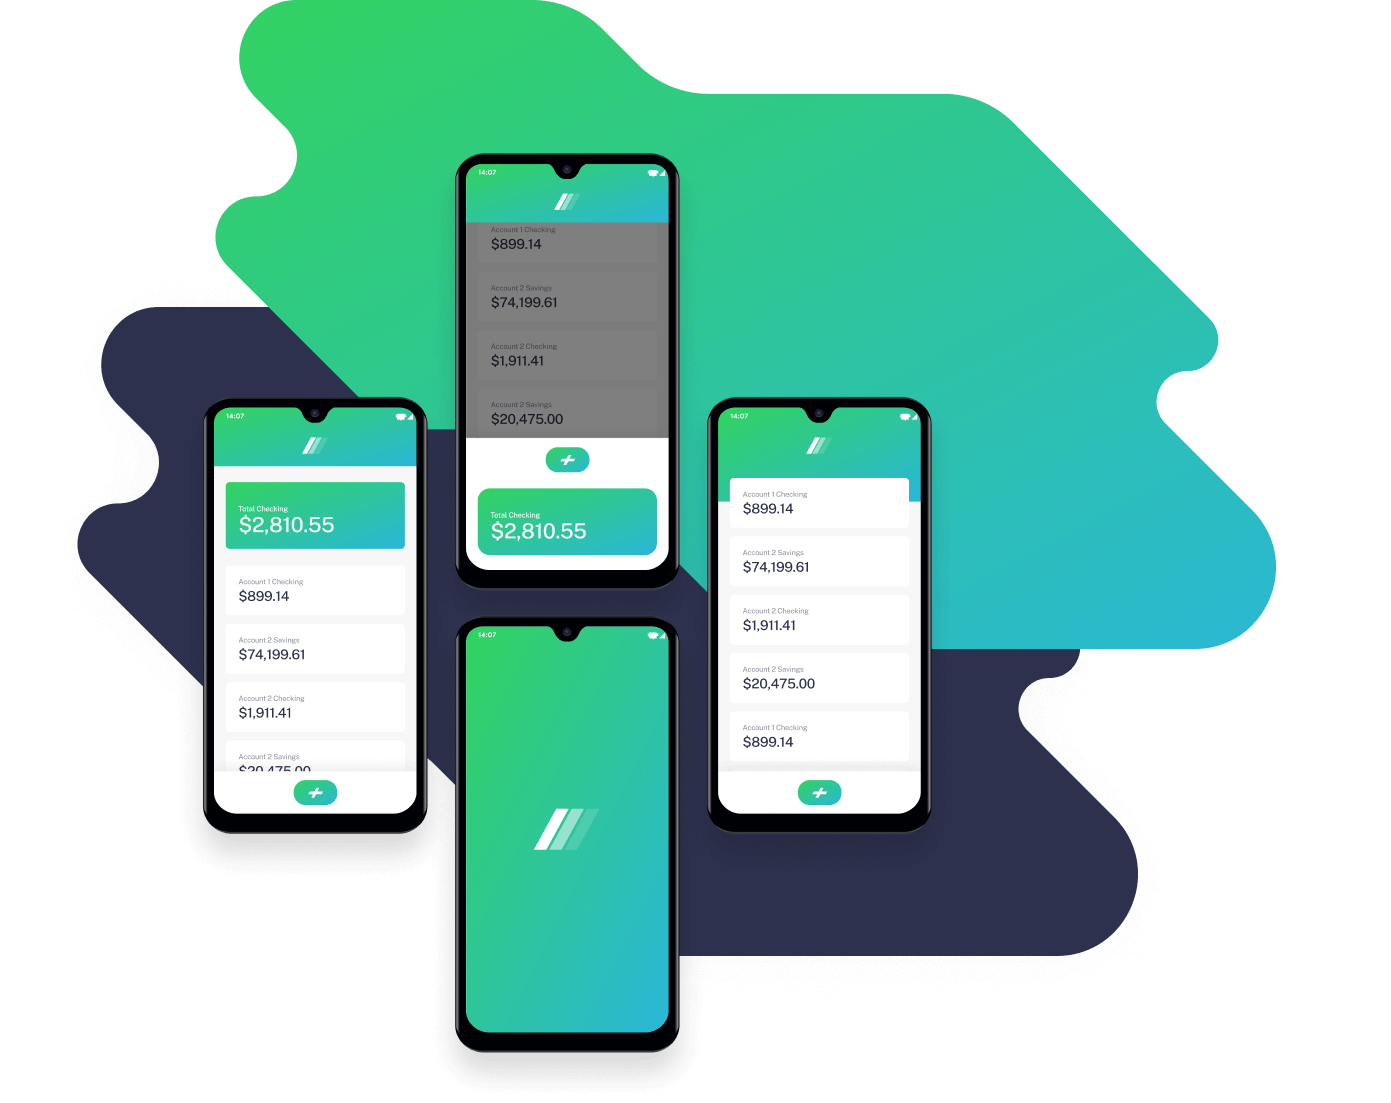 14:07
Account 1 Checking
$899.14
Account 2 Savings
$74,199.61
Account 2 Checking
$1,911.41
Account 2 Savings
$20,475.00
Total Checking
$2,810.55
14:07
Total Checking
$2,810.55
Account 1 Checking
$899.14
Account 2 Savings
$74,199.61
Account 2 Checking
$1,911.41
Account 2 Savings
$20,475.00
14:07
Account 1 Checking
$899.14
Account 2 Savings
$74,199.61
Account 2 Checking
$1,911.41
Account 2 Savings
$20,475.00
Account 1 Checking
$899.14
14:07